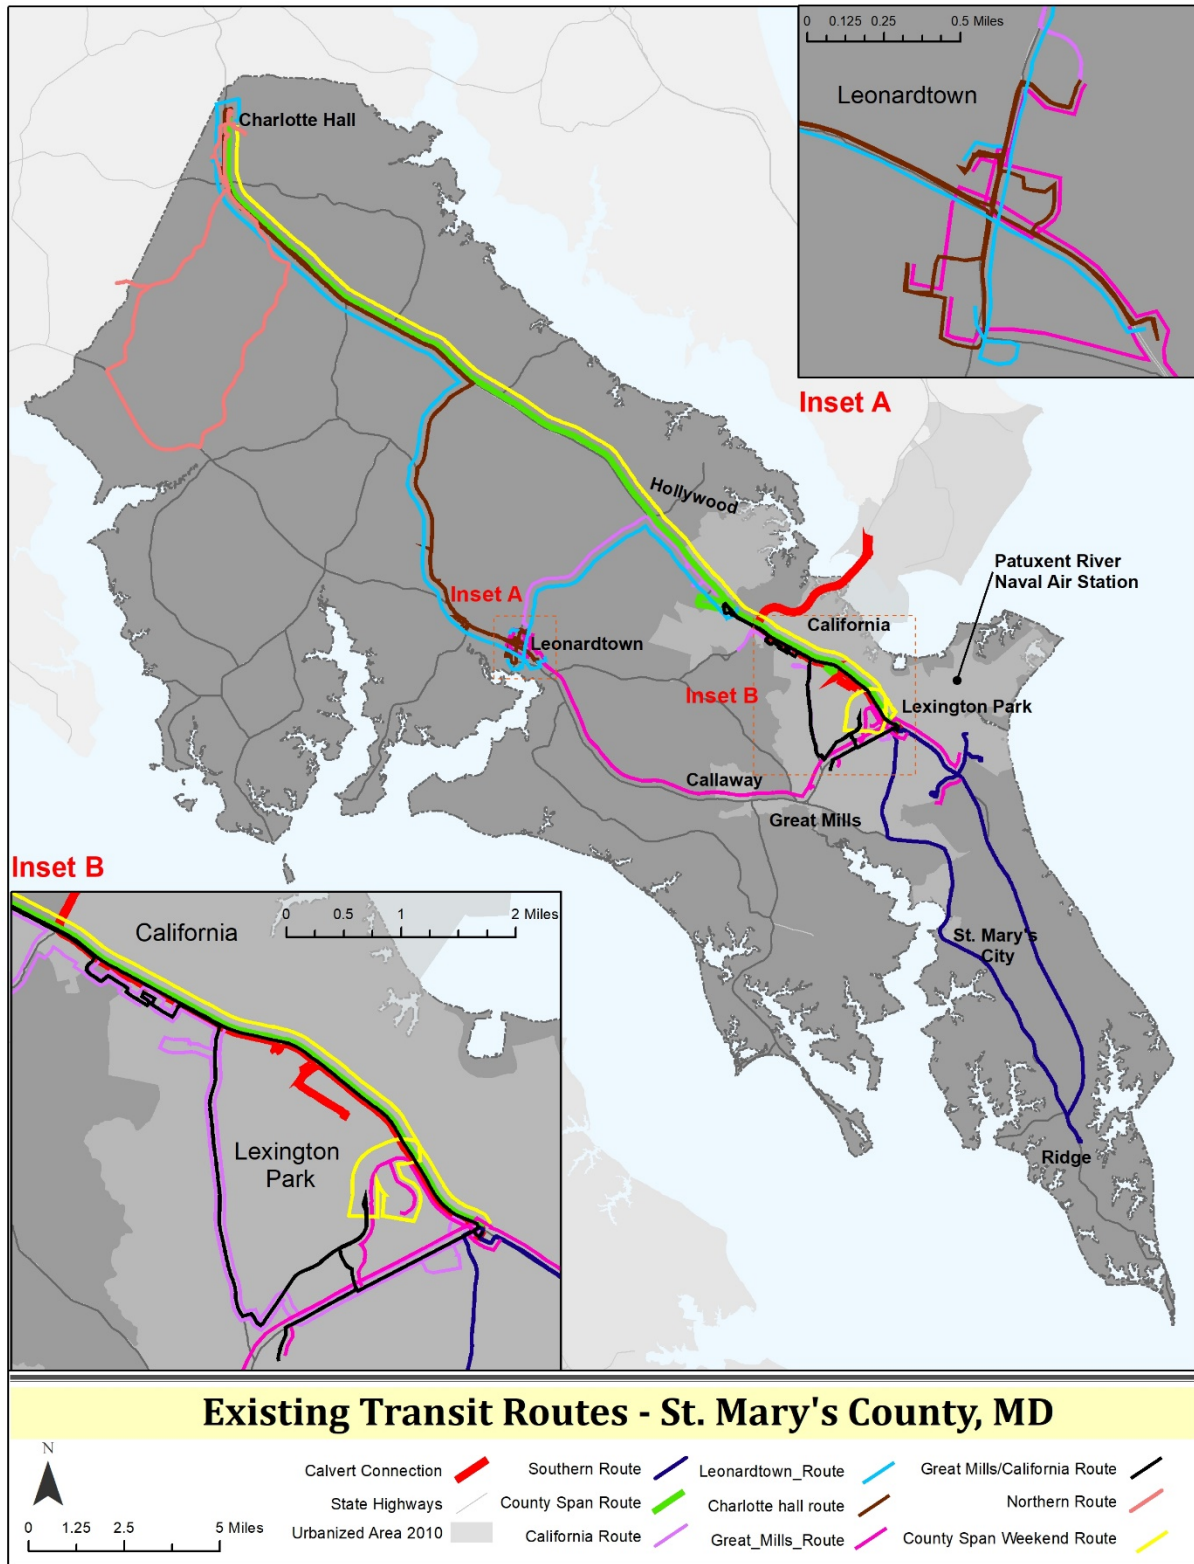 0 0.125 0.25 0.5 Miles
Leonardtown
Inset A
Charlotte Hall
Hollywood
Patuxent River
Naval Air Station
Inset A
California
Leonardtown
Inset B
Lexington Park
Callaway
Great Mills
St. Mary's
City
Ridge
Inset B
0 0.5 1 2 Miles
California
Lexington
Park
Existing Transit Routes - St. Mary's County, MD
N
0 1.25 2.5 5 Miles
Calvert Connection Southern Route Leonardtown_Route Great Mills/California Route
State Highways County Span Route Charlotte hall route Northern Route
Urbanized Area 2010 California Route Great_Mills_Route County Span Weekend Route